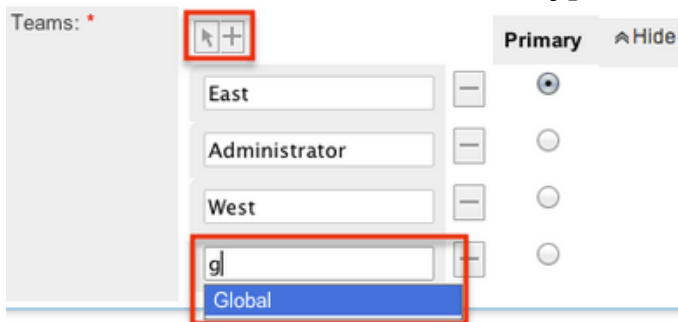 Teams: *
Primary
Hide
East
Administrator
West
g
Global